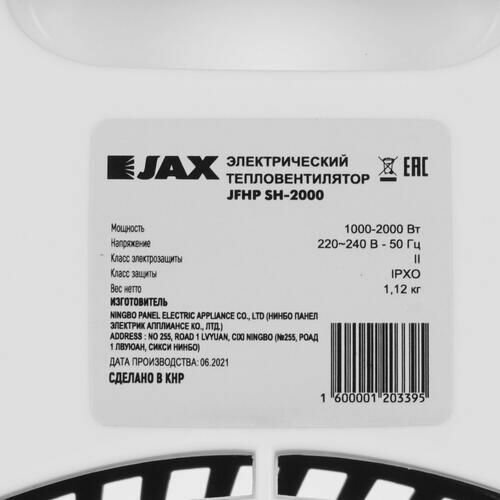 JAX ЭЛЕКТРИЧЕСКИЙ
ТЕПЛОВЕНТИЛЯТОР
JFHP SH-2000
EAC
Мощность 1000-2000 Вт
Напряжение 220~240 В - 50 Гц
Класс электрозащиты II
Класс защиты IPXO
Вес нетто 1,12 кг
ИЗГОТОВИТЕЛЬ
NINGBO PANEL ELECTRIC APPLIANCE CO., LTD (НИНБО ПАНЕЛ
ЭЛЕКТРИК АППЛИАНСЕ КО., ЛТД.)
ADDRESS : NO 255, ROAD 1 LVYUAN, CIXI NINGBO (№255, РОАД
1 ЛВУЮАН, СИКСИ НИНБО)
ДАТА ПРОИЗВОДСТВА: 06.2021
СДЕЛАНО В КНР
1 600001 203395